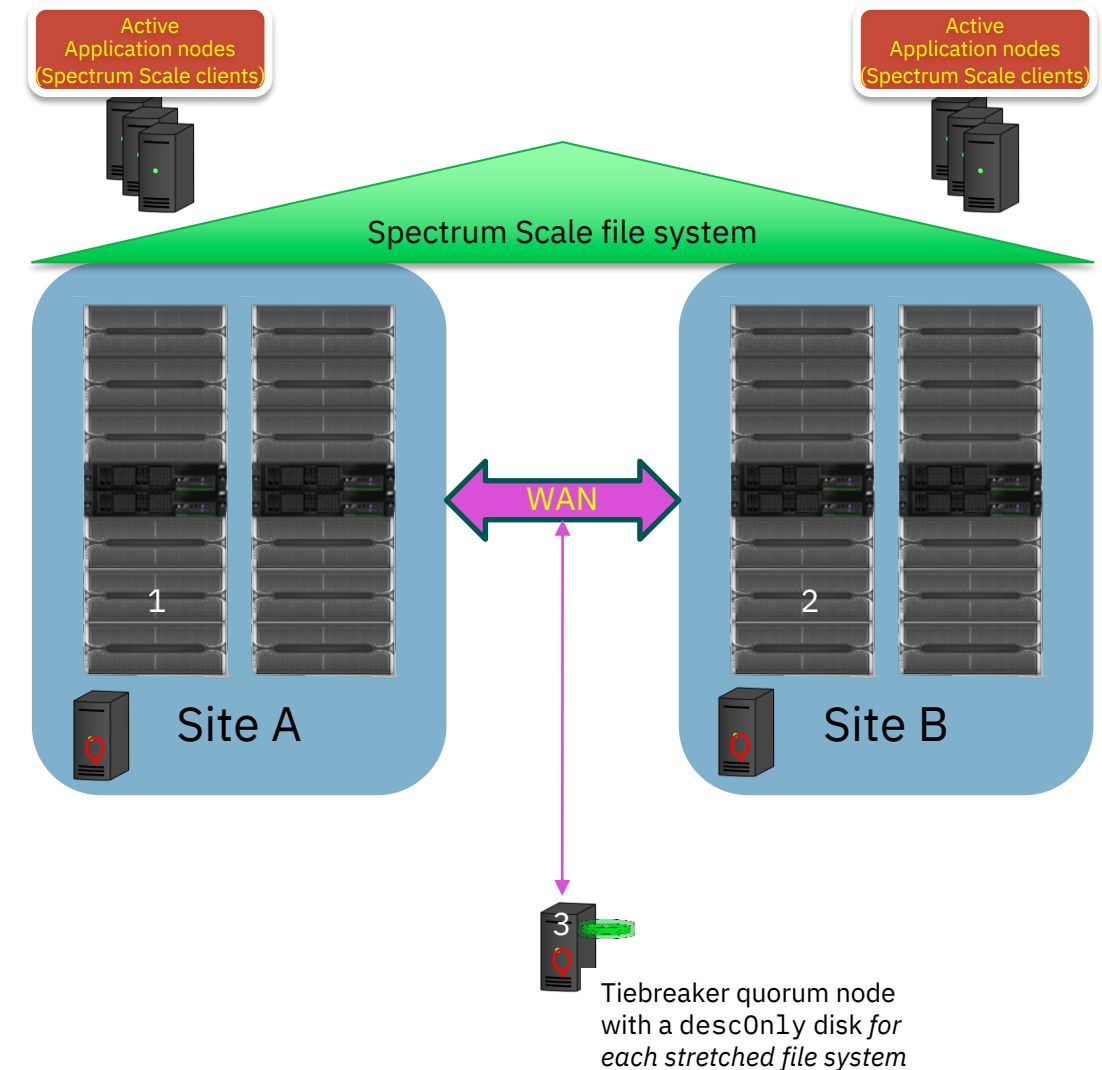 Active
Application nodes
(Spectrum Scale clients)
Active
Application nodes
(Spectrum Scale clients)
Spectrum Scale file system
WAN
1
2
Q
Site A
Q
Site B
3
Q
Tiebreaker quorum node
with a descOnly disk for
each stretched file system